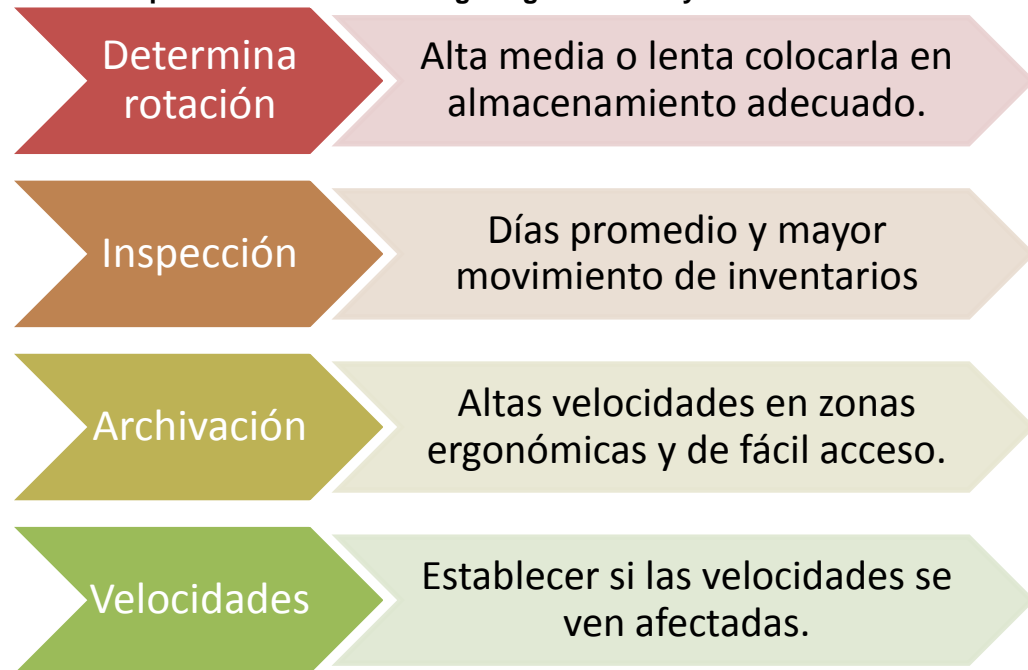 Determina
rotación
Alta media o lenta colocarla en
almacenamiento adecuado.
Inspección
Días promedio y mayor
movimiento de inventarios
Archivación
Altas velocidades en zonas
ergonómicas y de fácil acceso.
Velocidades
Establecer si las velocidades se
ven afectadas.